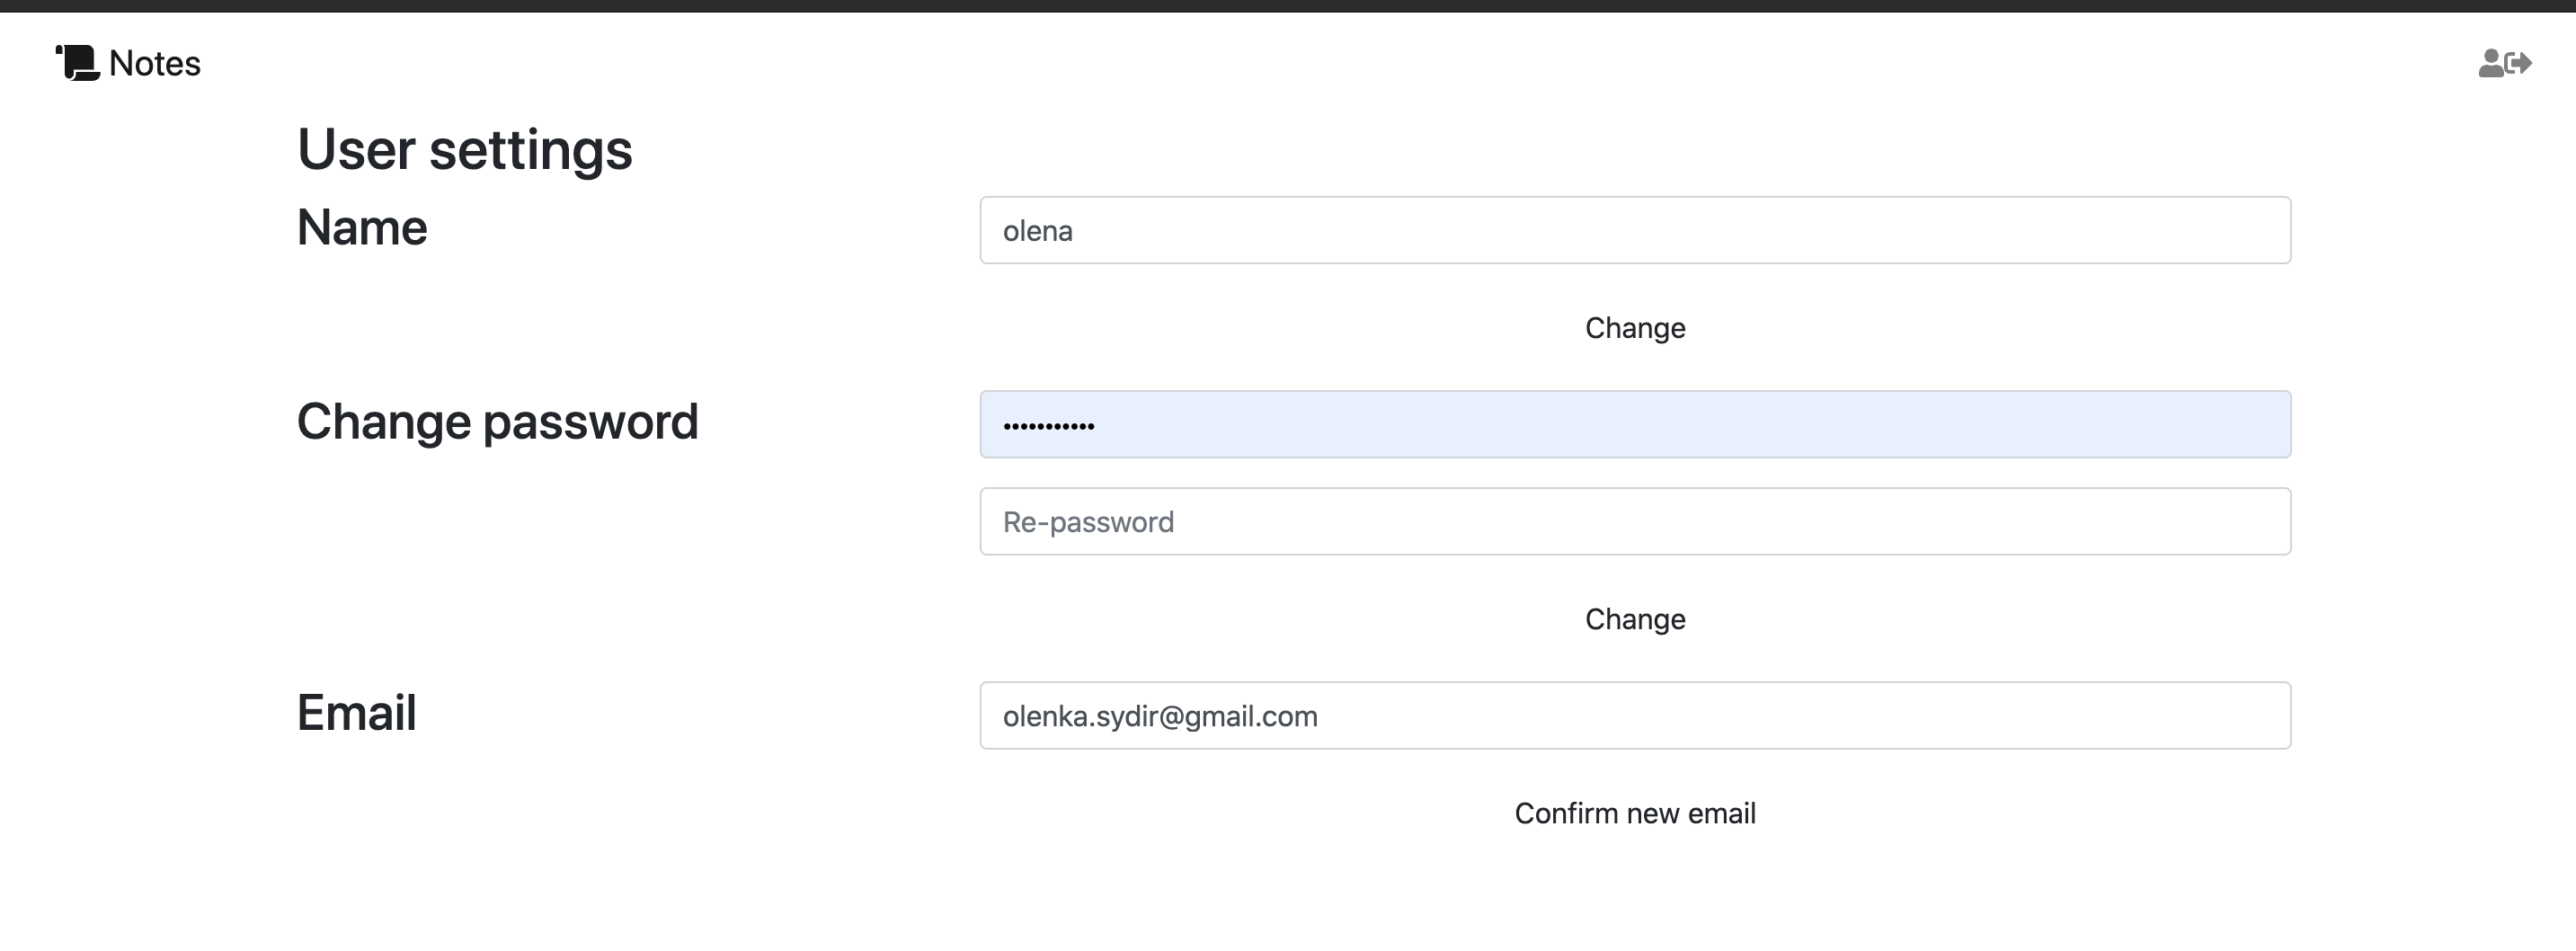 Notes
User settings
Name
olena
Change
Change password
•••••••••••
Re-password
Change
Email
olenka.sydir@gmail.com
Confirm new email